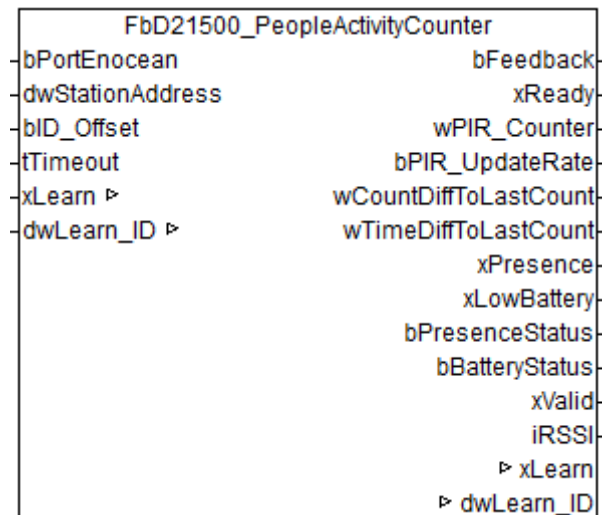 FbD21500_PeopleActivityCounter
bPortEnocean bFeedback
dwStationAddress xReady
bID_Offset wPIR_Counter
tTimeout bPIR_UpdateRate
xLearn ▷ wCountDiffToLastCount
dwLearn_ID ▷ wTimeDiffToLastCount
xPresence
xLowBattery
bPresenceStatus
bBatteryStatus
xValid
iRSSI
▷ xLearn
▷ dwLearn_ID